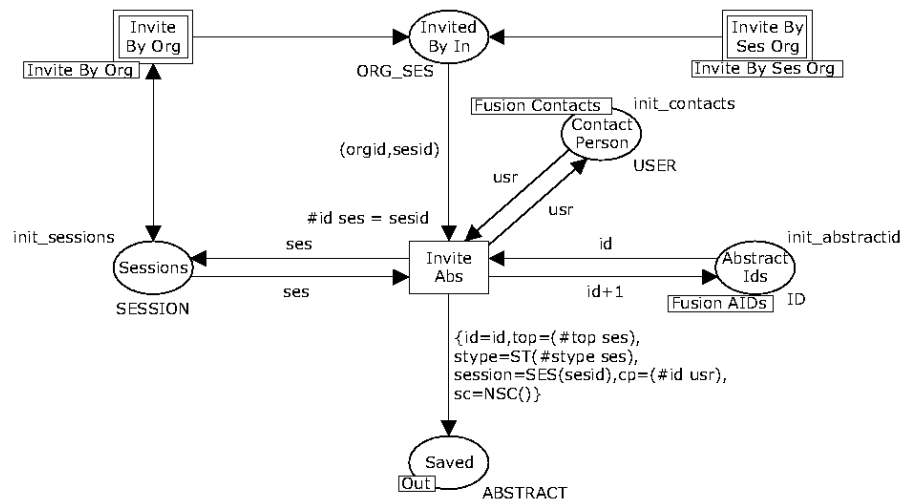 Invite
By Org
Invite By Org
Invited
By In
ORG_SES
Invite By
Ses Org
Invite By Ses Org
Fusion Contacts
init_contacts
Contact
Person
USER
(orgid,sesid)
usr
usr
#id ses = sesid
init_sessions
Sessions
SESSION
ses
ses
Invite
Abs
id
id+1
init_abstractid
Abstract
Ids
Fusion AIDs
ID
{id=id,top=(#top ses),
stype=ST(#stype ses),
session=SES(sesid),cp=(#id usr),
sc=NSC()}
Saved
Out
ABSTRACT